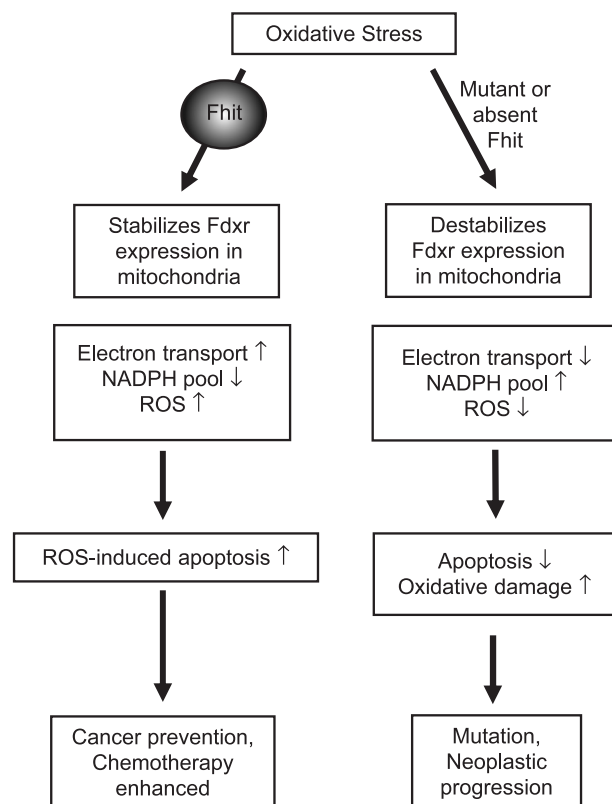 Oxidative Stress
Fhit
Mutant or
absent
Fhit
Stabilizes Fdxr
expression in
mitochondria
Destabilizes
Fdxr expression
in mitochondria
Electron transport ↑
NADPH pool ↓
ROS ↑
Electron transport ↓
NADPH pool ↑
ROS ↓
ROS-induced apoptosis ↑
Apoptosis ↓
Oxidative damage ↑
Cancer prevention,
Chemotherapy
enhanced
Mutation,
Neoplastic
progression